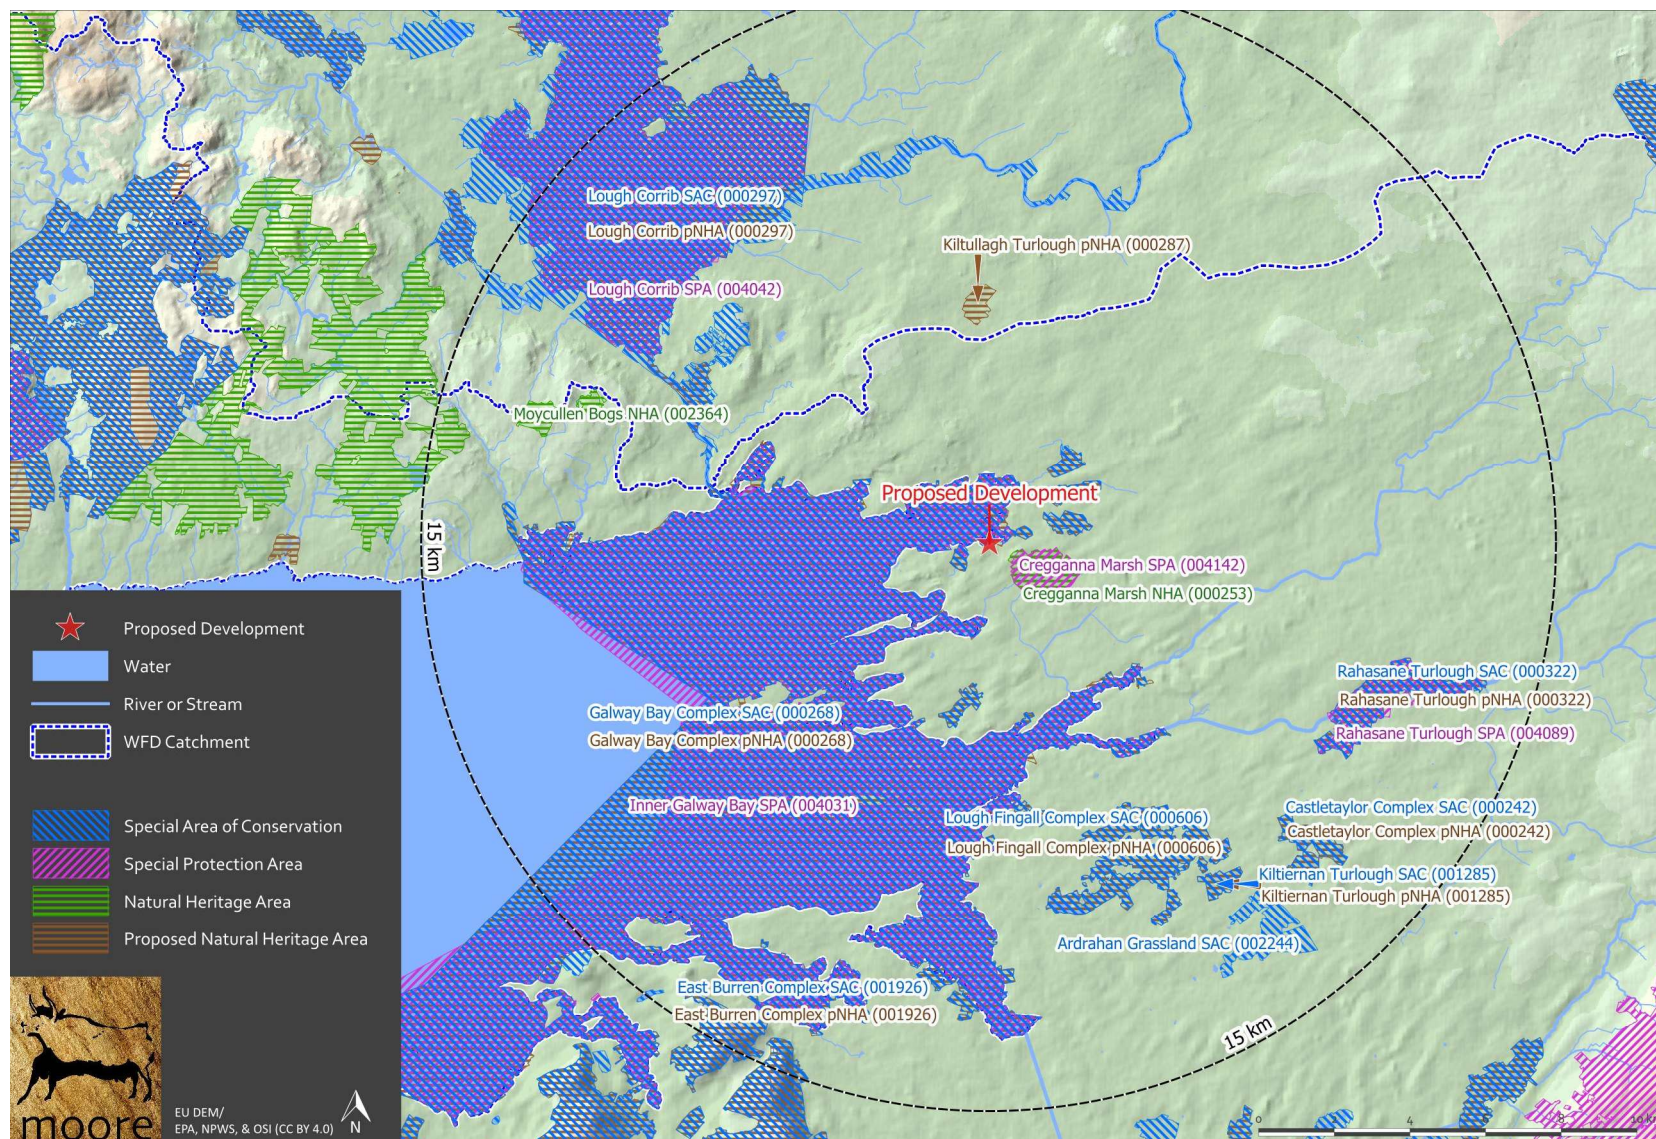 Lough Corrib SAC (000297)
Lough Corrib pNHA (000297)
Kiltullagh Turlough pNHA (000287)
Lough Corrib SPA (004042)
Moycullen Bogs NHA (002364)
Proposed Development
15 km
Cregganna Marsh SPA (004142)
Cregganna Marsh NHA (000253)
Rahasane Turlough SAC (000322)
Rahasane Turlough pNHA (000322)
Rahasane Turlough SPA (004089)
Galway Bay Complex SAC (000268)
Galway Bay Complex pNHA (000268)
Inner Galway Bay SPA (004031)
Lough Fingall Complex SAC (000606)
Lough Fingall Complex pNHA (000606)
Castletaylor Complex SAC (000242)
Castletaylor Complex pNHA (000242)
Kiltiernan Turlough SAC (001285)
Kiltiernan Turlough pNHA (001285)
Ardrahan Grassland SAC (002244)
East Burren Complex SAC (001926)
East Burren Complex pNHA (001926)
15 km
Proposed Development
Water
River or Stream
WFD Catchment
Special Area of Conservation
Special Protection Area
Natural Heritage Area
Proposed Natural Heritage Area
moore
EU DEM/
EPA, NPWS, & OSI (CC BY 4.0)
N
0 4 8 10